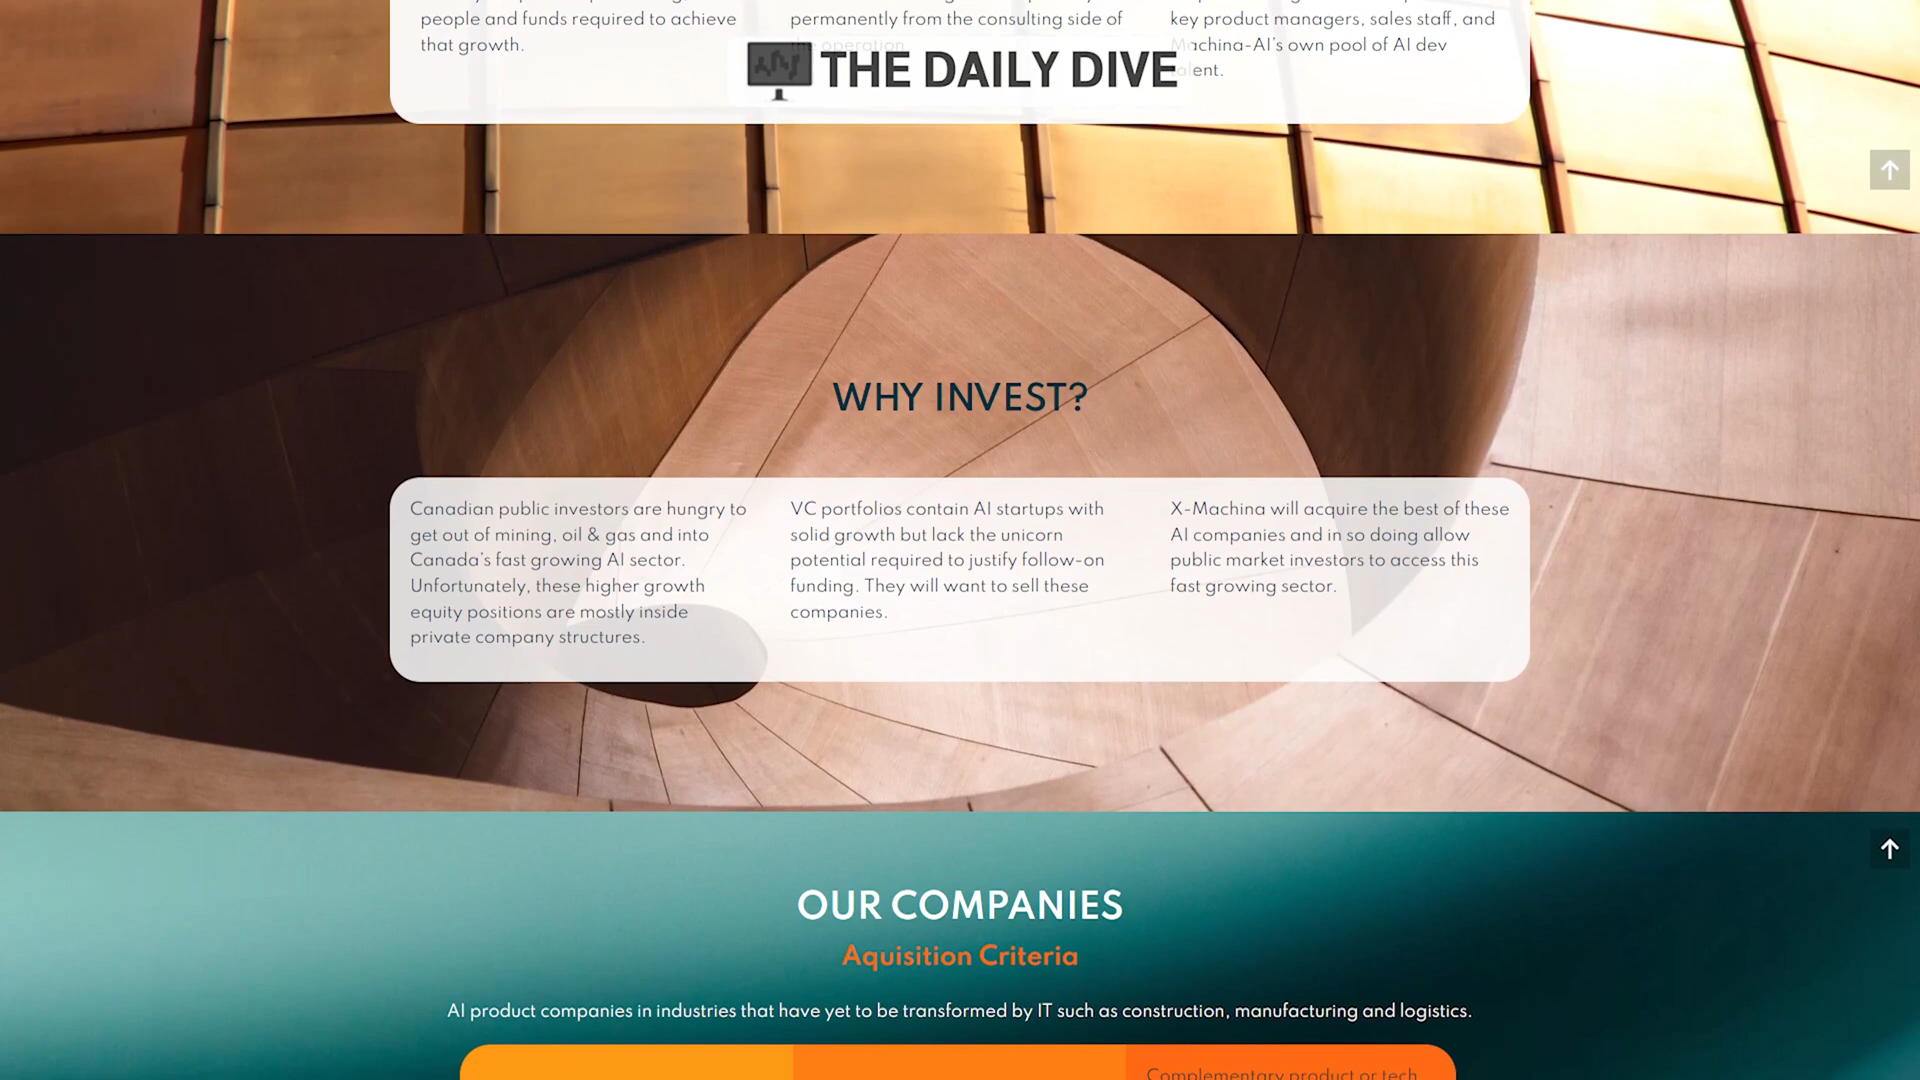 people and funds required to achieve
that growth.
permanently from the consulting side of
the operation
key product managers, sales staff, and
Machina-AI's own pool of AI dev
talent.
THE DAILY DIVE
WHY INVEST?
Canadian public investors are hungry to
get out of mining, oil & gas and into
Canada's fast growing AI sector.
Unfortunately, these higher growth
equity positions are mostly inside
private company structures.
VC portfolios contain AI startups with
solid growth but lack the unicorn
potential required to justify follow-on
funding. They will want to sell these
companies.
X-Machina will acquire the best of these
AI companies and in so doing allow
public market investors to access this
fast growing sector.
OUR COMPANIES
Aquisition Criteria
AI product companies in industries that have yet to be transformed by IT such as construction, manufacturing and logistics.
Complementary product or tech